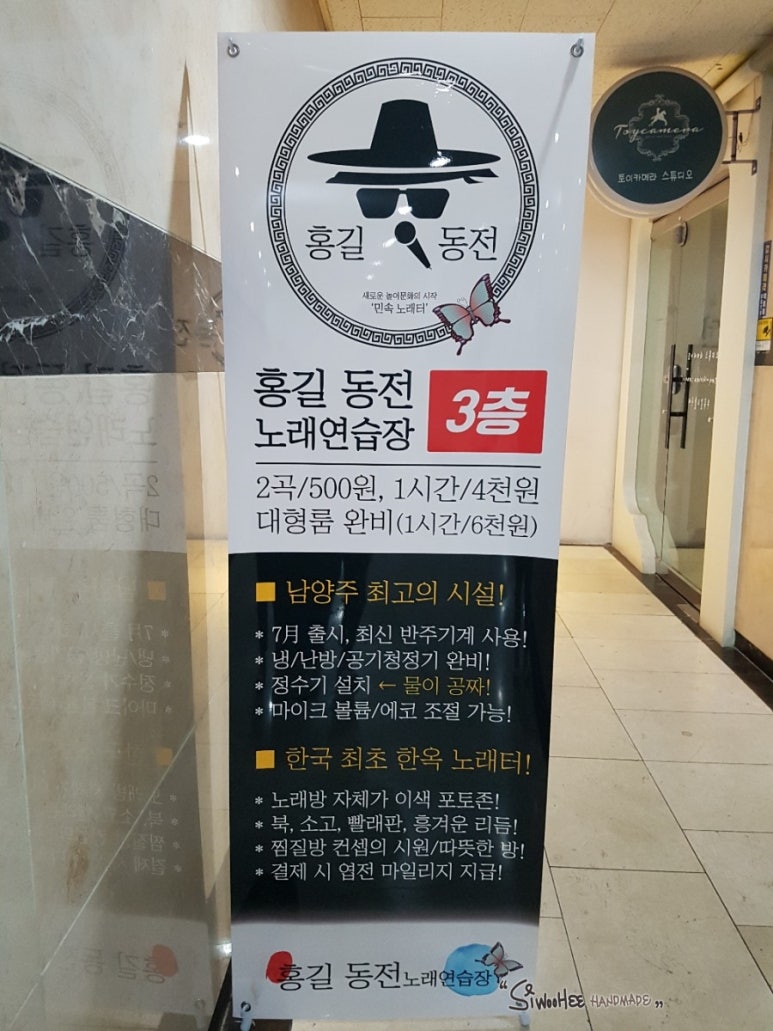 홍길 동전
새로운 놀이문화의 시작
'민속 노래터'
홍길 동전
노래연습장
3층
2곡/500원, 1시간/4천원
대형룸 완비(1시간/6천원)
■ 남양주 최고의 시설!
* 7月 출시, 최신 반주기계 사용!
* 냉/난방/공기청정기 완비!
* 정수기 설치 ← 물이 공짜!
* 마이크 볼륨/에코 조절 가능!
■ 한국 최초 한옥 노래터!
* 노래방 자체가 이색 포토존!
* 북, 소고, 빨래판, 흥겨운 리듬!
* 찜질방 컨셉의 시원/따뜻한 방!
* 결제 시 엽전 마일리지 지급!
홍길 동전노래연습장
Toycamera
토이카메라 스튜디오
"SiwooHee HANDMADE"